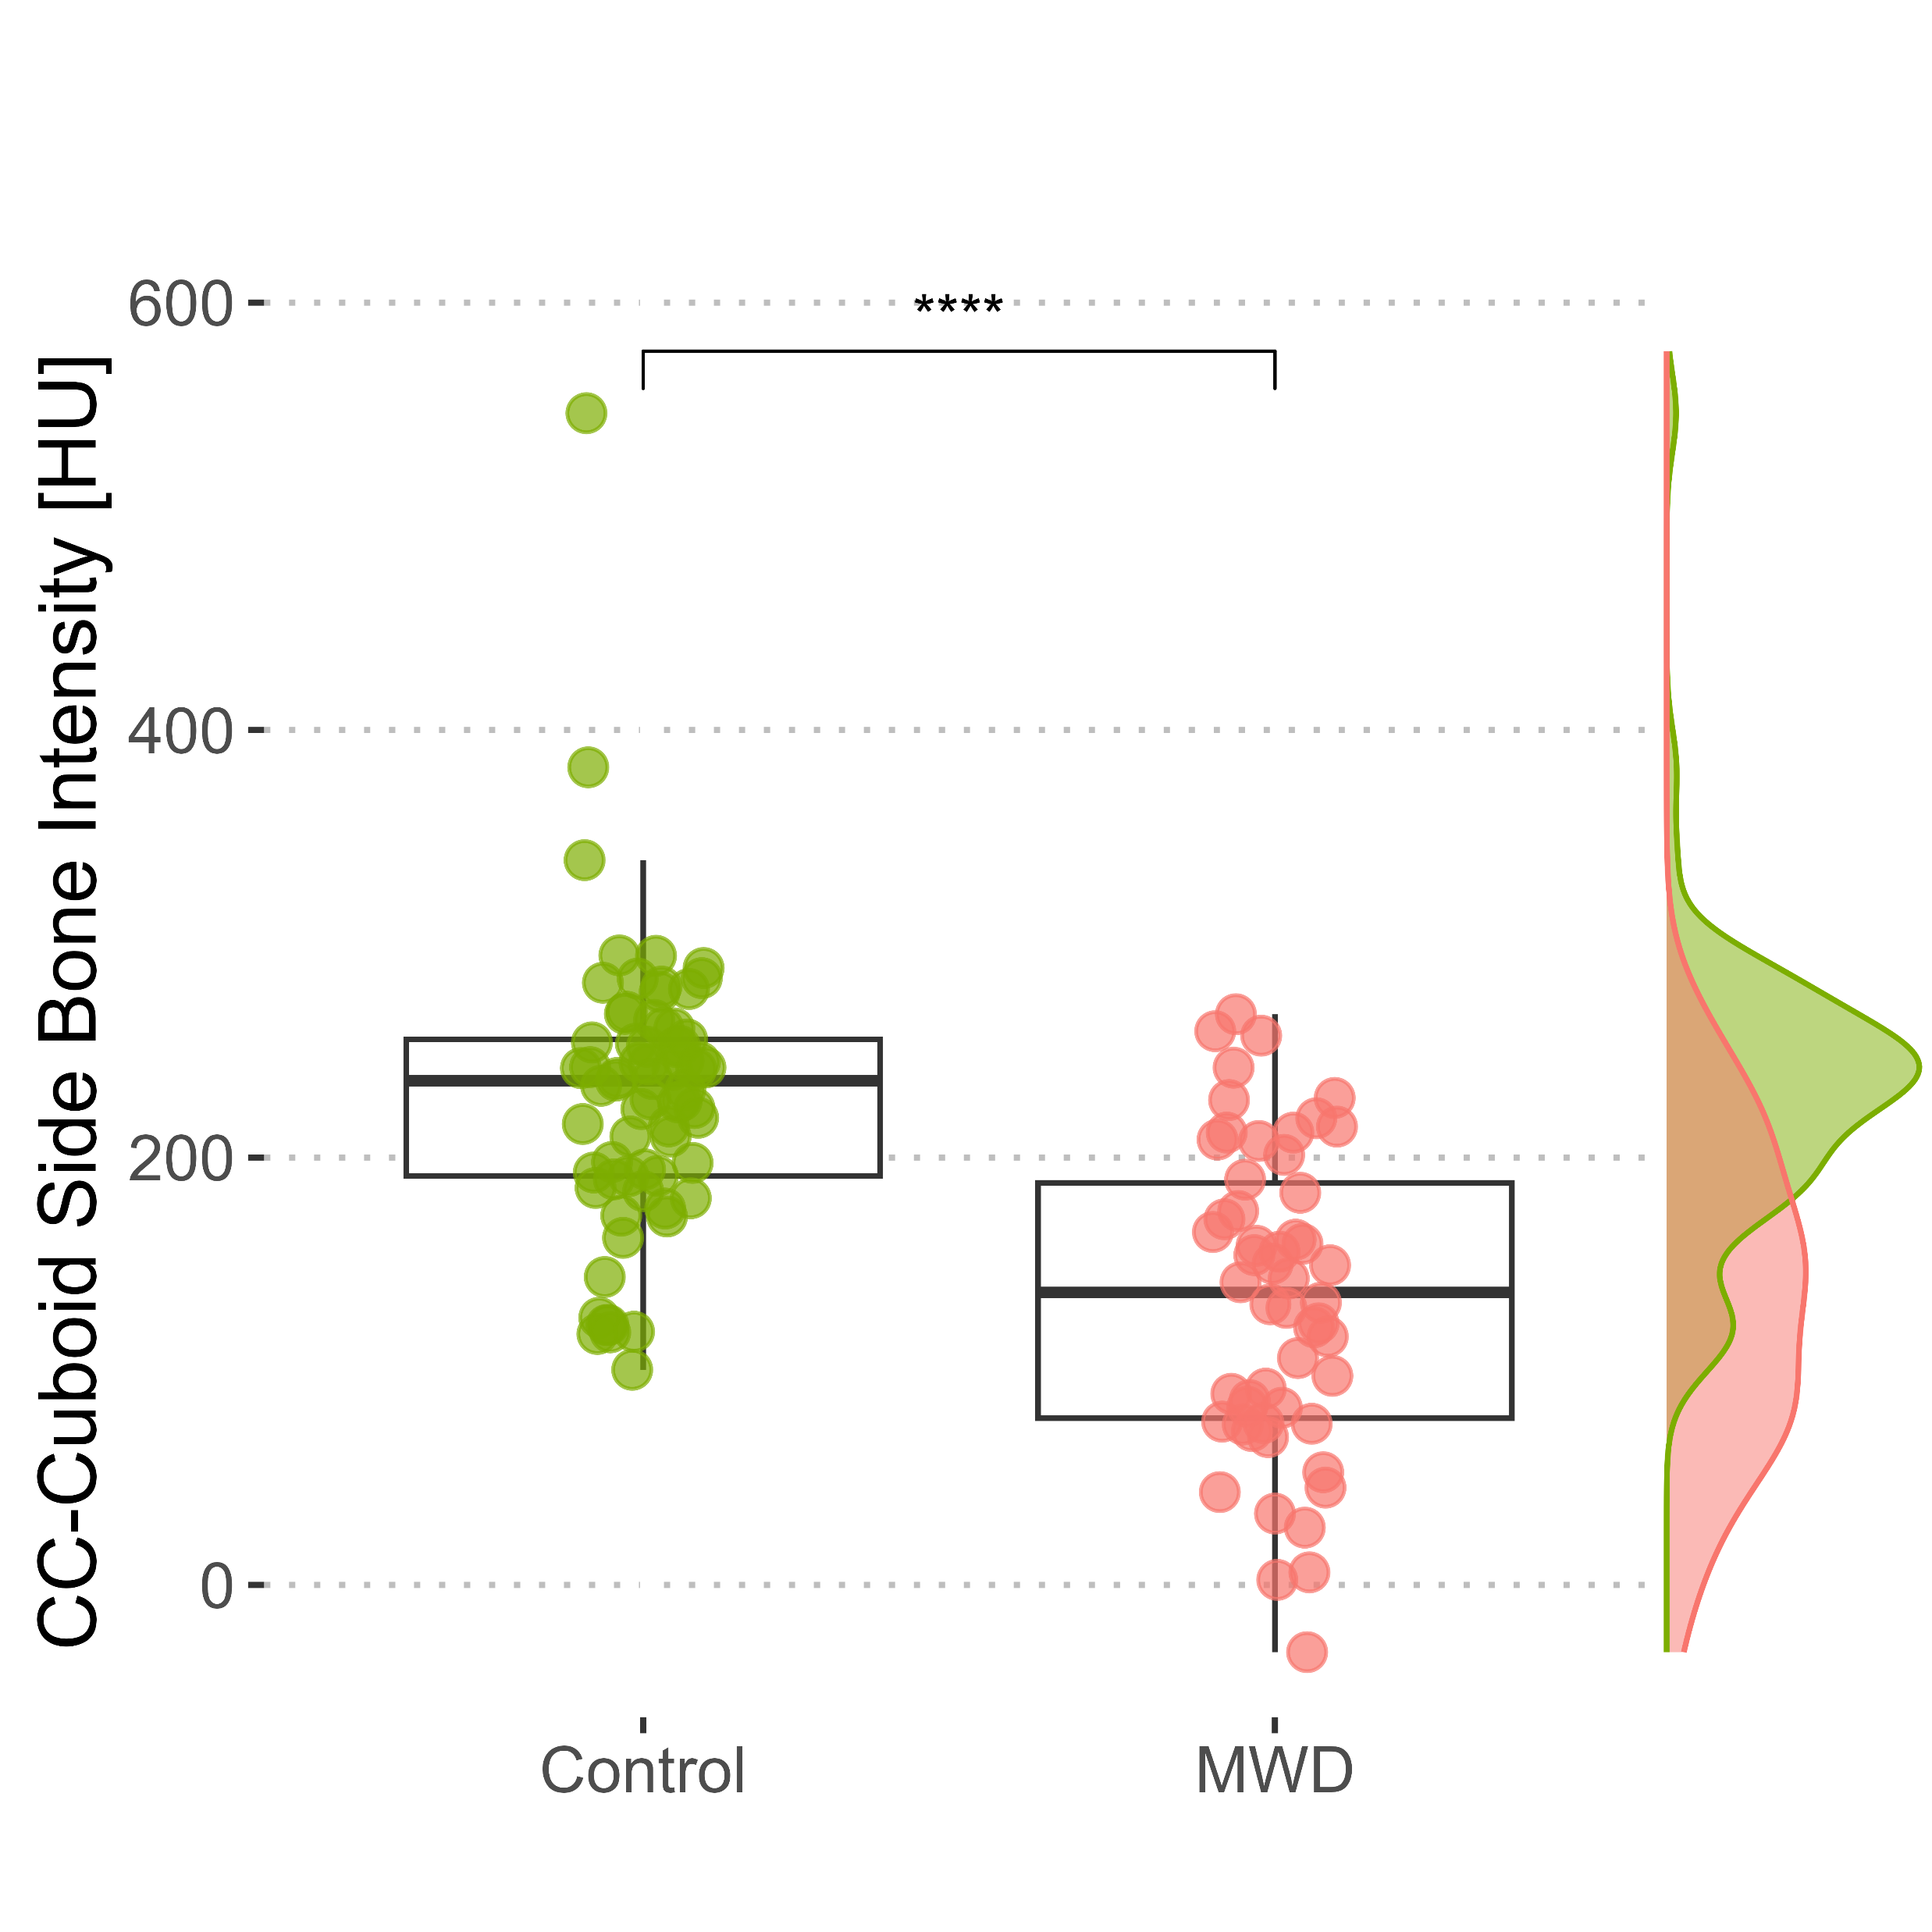 CC-Cuboid Side Bone Intensity [HU]
600
400
200
0
****
Control
MWD